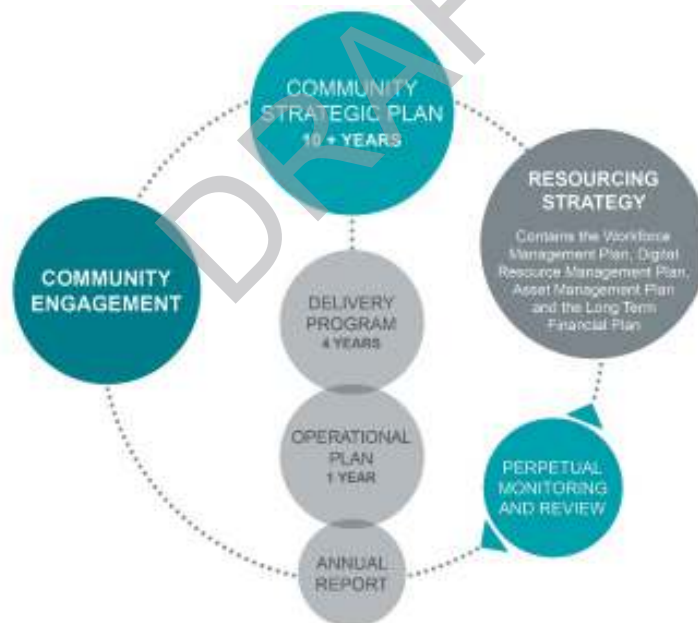 COMMUNITY
STRATEGIC PLAN
10 + YEARS
RESOURCING
STRATEGY
Contains the Workforce
Management Plan, Digital
Resource Management Plan,
Asset Management Plan
and the Long Term
Financial Plan
COMMUNITY
ENGAGEMENT
DELIVERY
PROGRAM
4 YEARS
OPERATIONAL
PLAN
1 YEAR
PERPETUAL
MONITORING
AND REVIEW
ANNUAL
REPORT